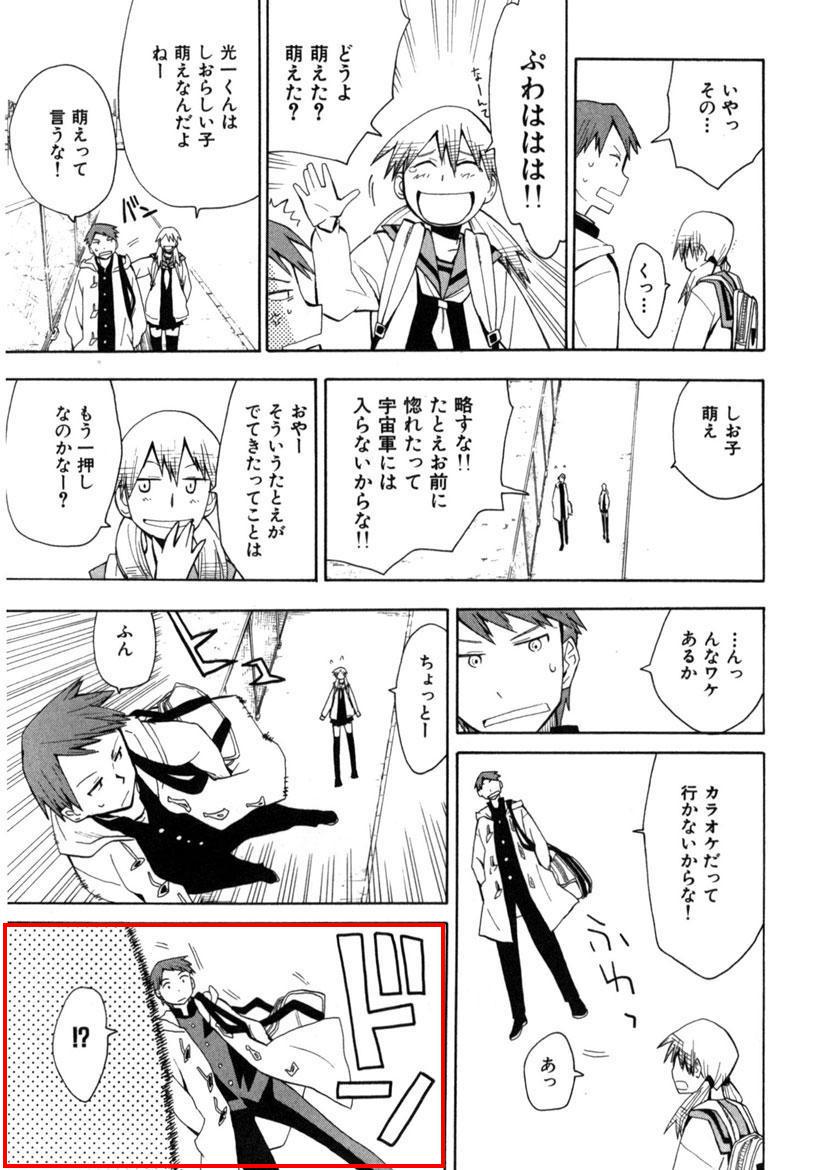 いやっ
その…
くっ…
ぷわははは!!
なーんて
どうよ
萌えた?
萌えた?
光一くんは
しおらしい子
萌えなんだよ
ねー
萌えって
言うな!
バン
しお子
萌え
略すな!!
たとえお前に
惚れたって
宇宙軍には
入らないからな!!
おやー
そういうたとえが
でてきたってことは
もう一押し
なのかなー?
…んっ
んなワケ
あるか
カラオケだって
行かないからな!
ふわっ
あっ
ちょっとー
ヒュ
ふん
ドン
!?